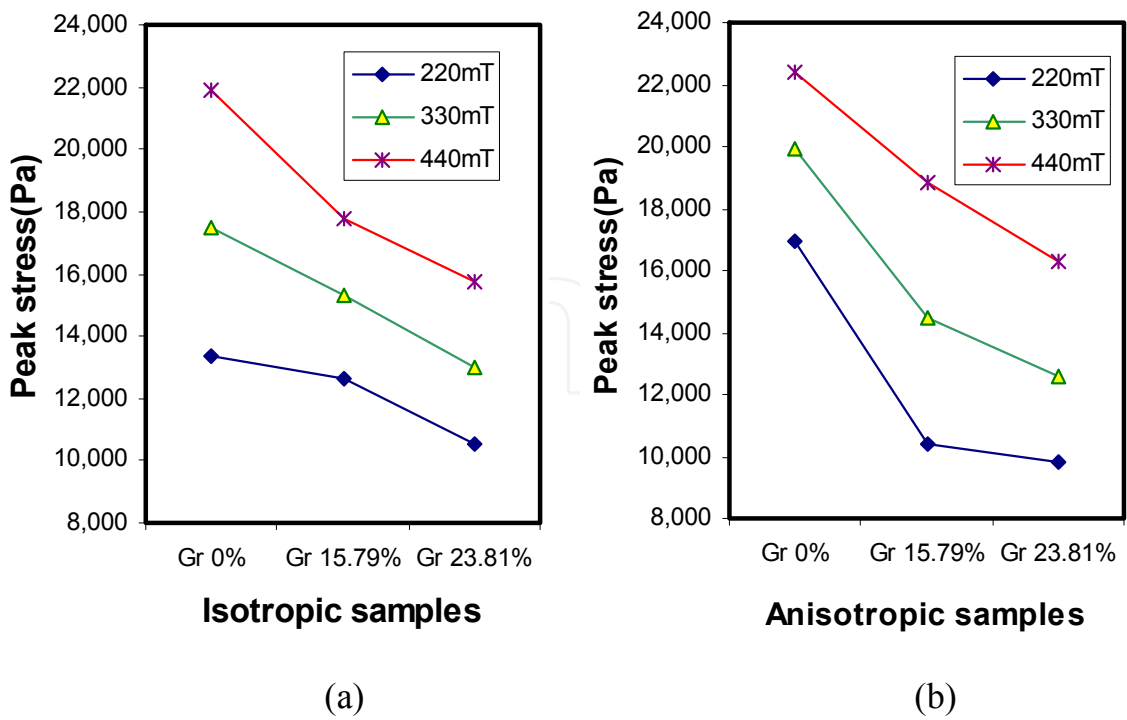 24,000
22,000
20,000
18,000
16,000
14,000
12,000
10,000
8,000
Peak stress(Pa)
220mT
330mT
440mT
Gr 0% Gr 15.79% Gr 23.81%
Isotropic samples
(a)
24,000
22,000
20,000
18,000
16,000
14,000
12,000
10,000
8,000
Peak stress(Pa)
220mT
330mT
440mT
Gr 0% Gr 15.79% Gr 23.81%
Anisotropic samples
(b)